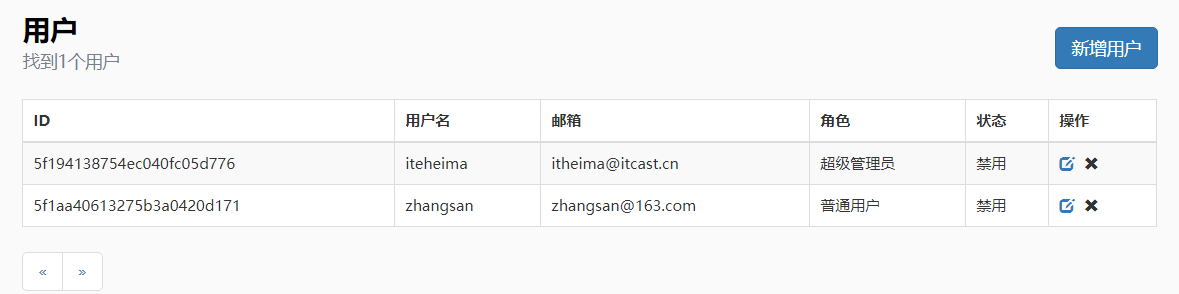 用户
找到1个用户
新增用户
ID 用户名 邮箱 角色 状态 操作
5f194138754ec040fc05d776 iteheima itheima@itcast.cn 超级管理员 禁用
5f1aa40613275b3a0420d171 zhangsan zhangsan@163.com 普通用户 禁用
« »